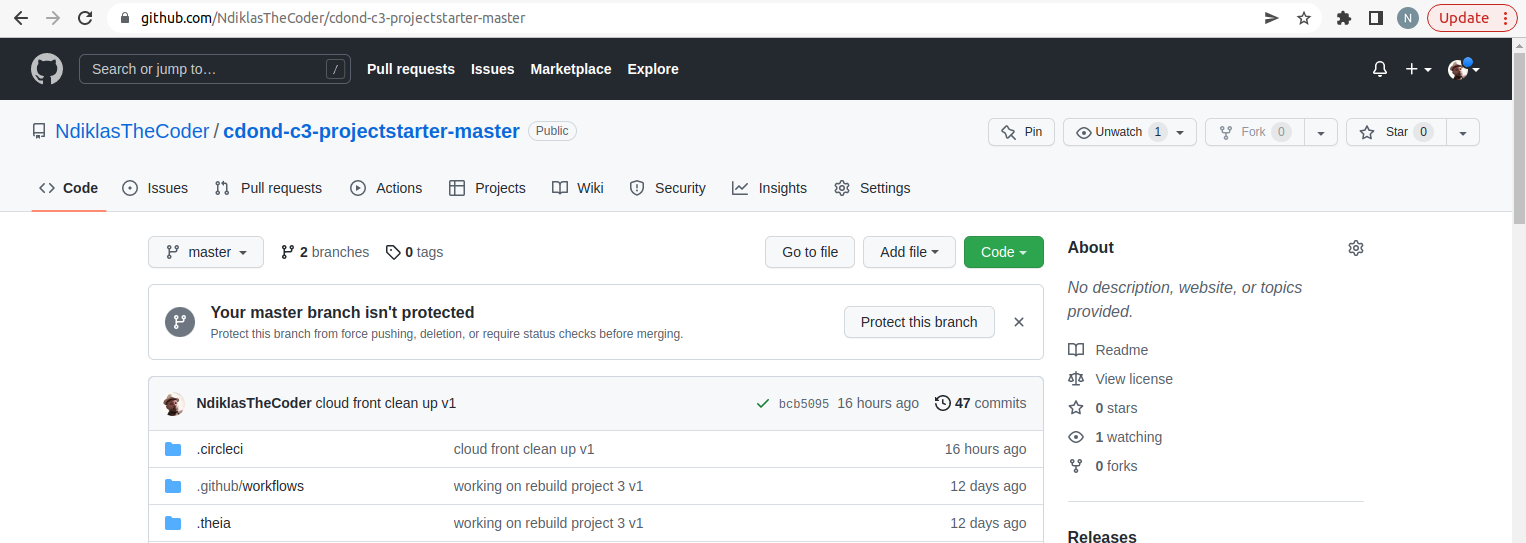 github.com/NdiklasTheCoder/cdond-c3-projectstarter-master
N
Update
Search or jump to…
/
Pull requests Issues Marketplace Explore
NdiklasTheCoder / cdond-c3-projectstarter-master Public
Pin Unwatch 1 Fork 0 Star 0
Code Issues Pull requests Actions Projects Wiki Security Insights Settings
master 2 branches 0 tags Go to file Add file Code
About
No description, website, or topics
provided.
Your master branch isn't protected
Protect this branch from force pushing, deletion, or require status checks before merging.
Protect this branch
Readme
View license
0 stars
1 watching
0 forks
NdiklasTheCoder cloud front clean up v1 bcb5095 16 hours ago 47 commits
.circleci cloud front clean up v1 16 hours ago
.github/workflows working on rebuild project 3 v1 12 days ago
.theia working on rebuild project 3 v1 12 days ago
Releases